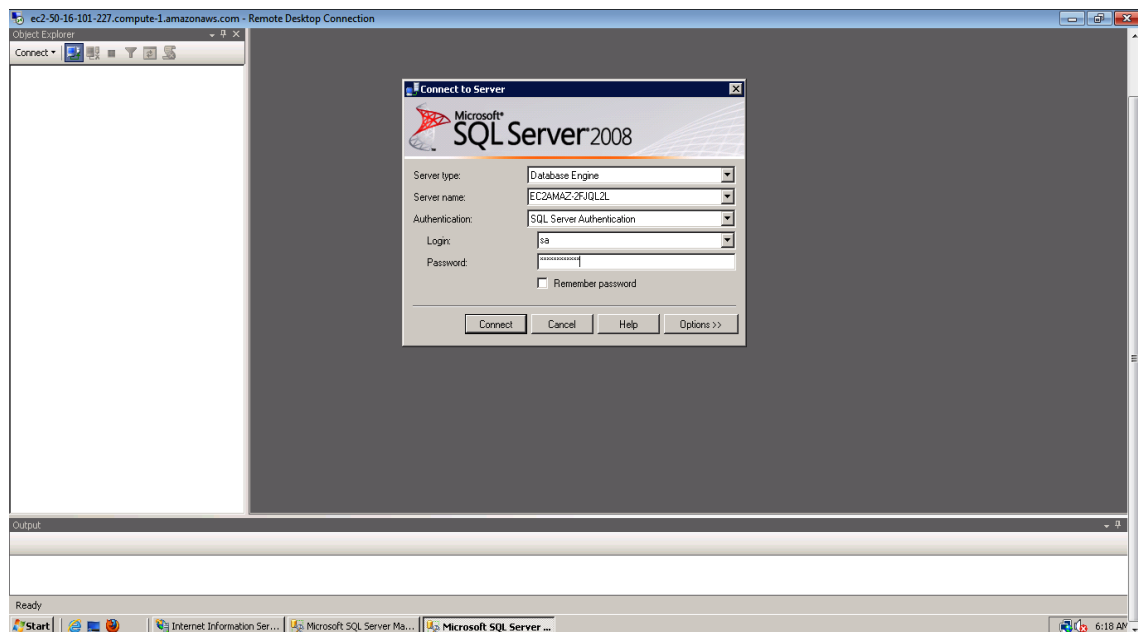 ec2-50-16-101-227.compute-1.amazonaws.com - Remote Desktop Connection
Object Explorer
Connect
Connect to Server
Microsoft
SQL Server 2008
Server type: Database Engine
Server name: EC2AMAZ-2FJQL2L
Authentication: SQL Server Authentication
Login: sa
Password: ************
Remember password
Connect Cancel Help Options >>
Output
Ready
Start Internet Information Ser... Microsoft SQL Server Ma... Microsoft SQL Server ... 6:18 AM